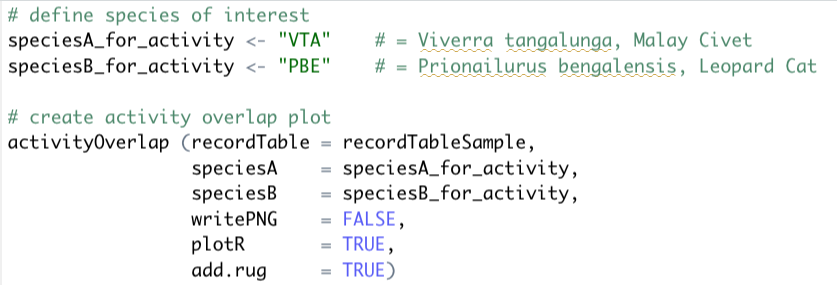 # define species of interest
speciesA_for_activity <- "VTA"    # = Viverra tangalunga, Malay Civet
speciesB_for_activity <- "PBE"    # = Prionailurus bengalensis, Leopard Cat

# create activity overlap plot
activityOverlap (recordTable = recordTableSample,
                 speciesA    = speciesA_for_activity,
                 speciesB    = speciesB_for_activity,
                 writePNG    = FALSE,
                 plotR       = TRUE,
                 add.rug     = TRUE)